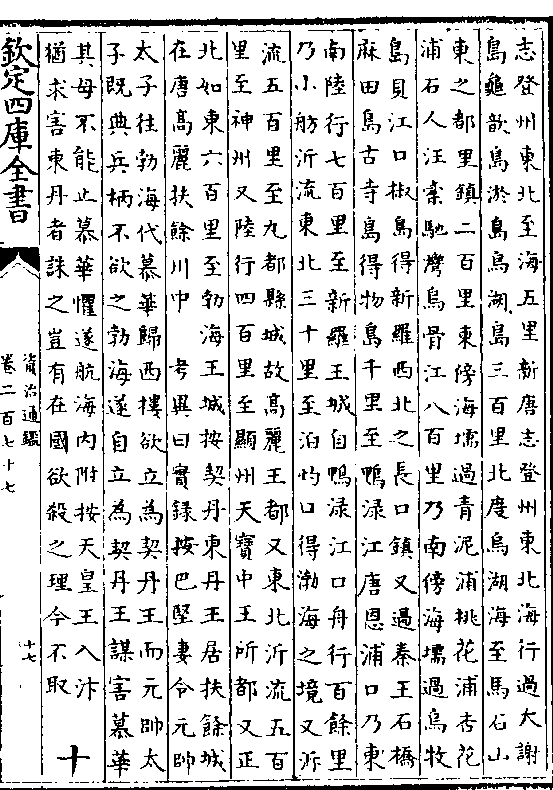 志登州東北至海五里新唐志登州東北海行過大謝
島龜歆島淤島烏湖島三百里北度烏湖海至馬石山
東之都里鎮二百里東傍海壖過青泥浦桃花浦杏花
浦石人汪橐馳灣烏骨江八百里乃南傍海壖過烏牧
島貝江口椒島得新羅西北之長口鎮又過秦王石橋
麻田島古寺島得物島千里至鴨渌江唐恩浦口乃東
南陸行七百里至新羅王城自鴨渌江口舟行百餘里
乃小舫泝流東北三十里至泊灼口得渤海之境又泝
流五百里至九都縣城故高麗王都又東北泝流五百
里至神州又陸行四百里至顯州天寶中王所都又正
北如東六百里至勃海王城按契丹東丹王居扶餘城
在唐高麗扶餘川中 考異曰實錄按巴堅妻令元帥
太子往勃海代慕華歸西樓欲立為契丹王而元帥太
子既典兵柄不欲之勃海遂自立為契丹王謀害慕華
其母不能止慕華懼遂航海内附按天皇王入汴
猶求害東丹者誅之豈有在國欲殺之理今不取
十
欽定四庫全書
資治通鑑
卷二百七十七
十七